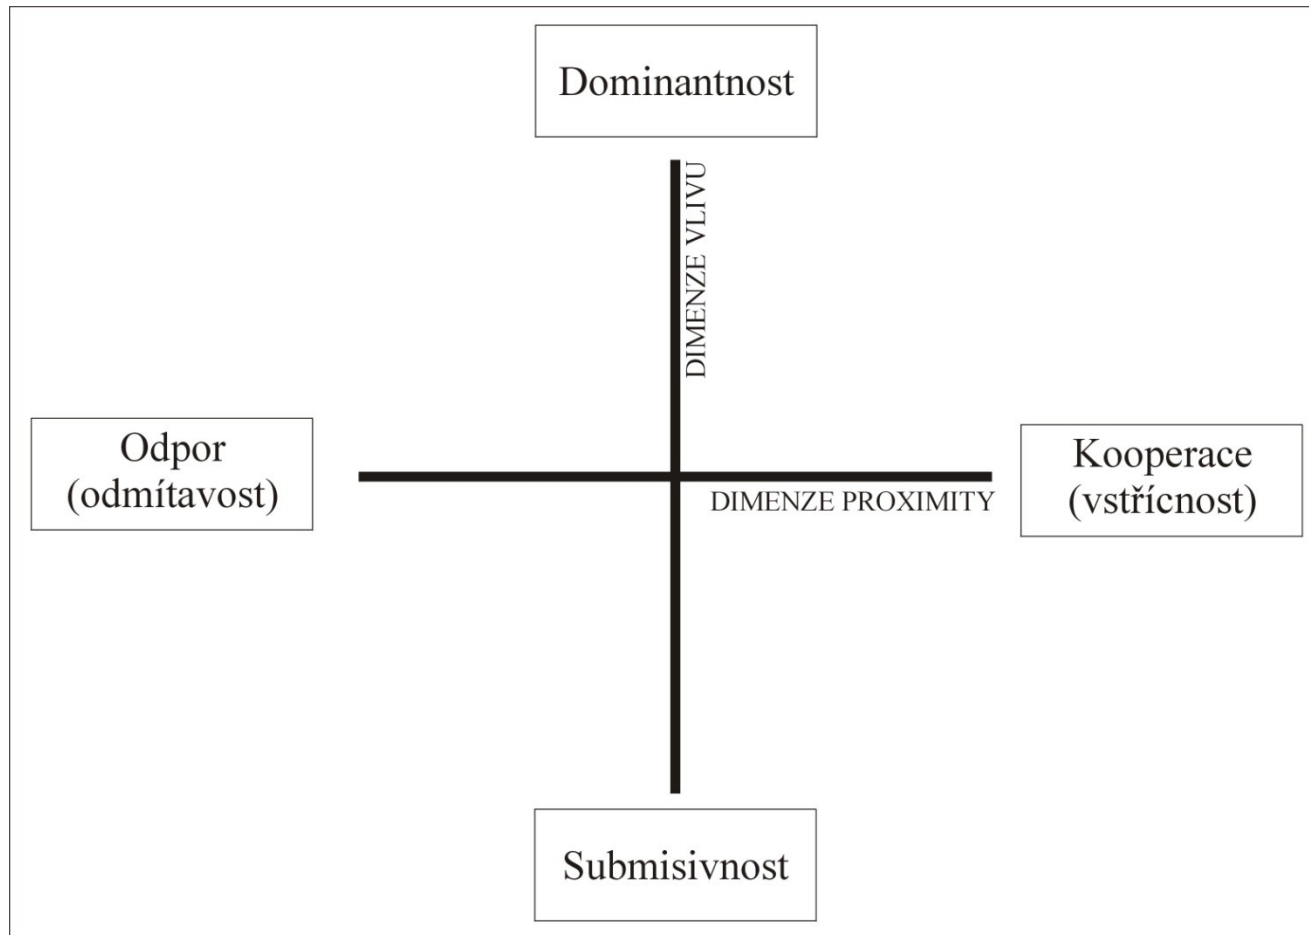 Dominantnost
DIMENZE VLIVU
Odpor
(odmítavost)
Kooperace
(vstřícnost)
DIMENZE PROXIMITY
Submisivnost